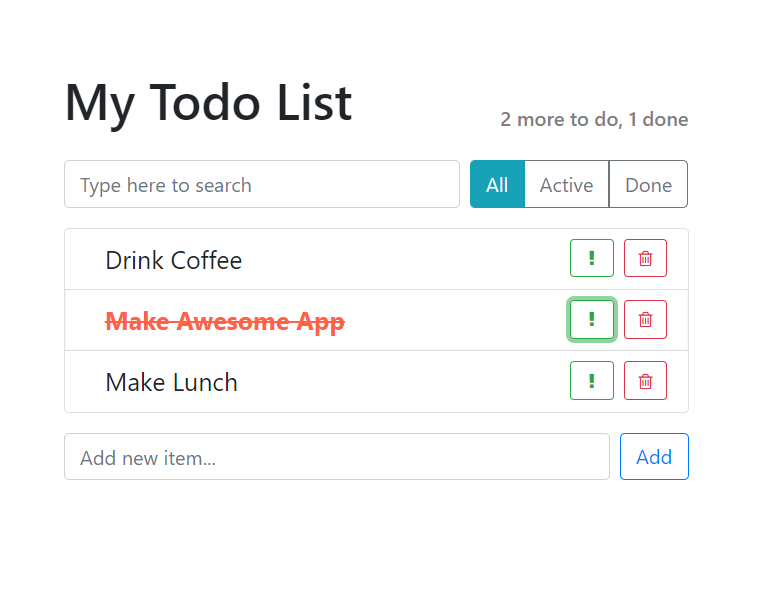 My Todo List
2 more to do, 1 done
Type here to search
All Active Done
Drink Coffee !
Make Awesome App !
Make Lunch !
Add new item... Add